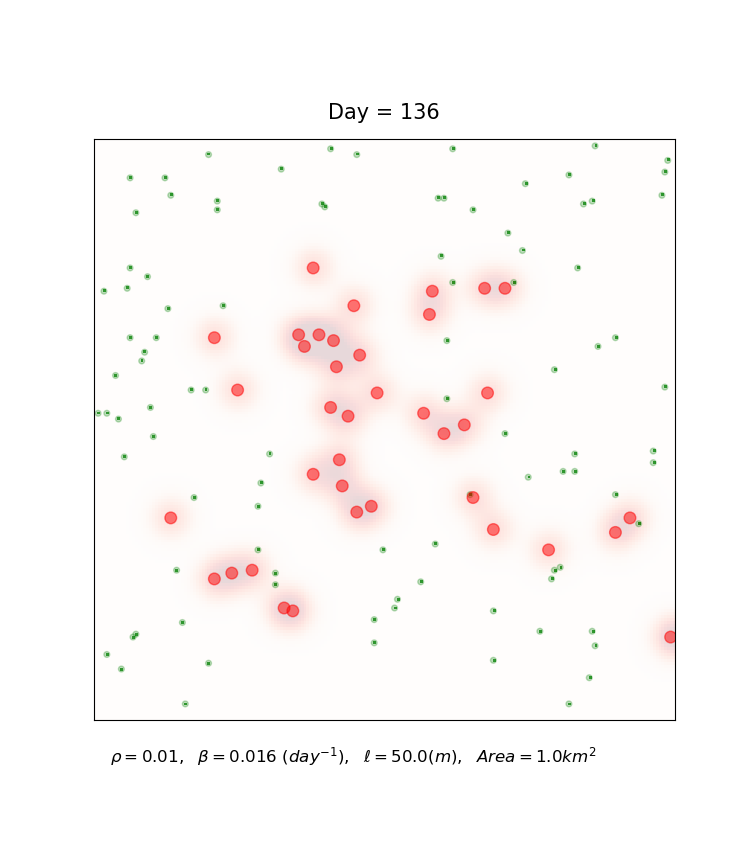 Day = 136
ρ = 0.01, β = 0.016 (day⁻¹), ℓ = 50.0(m), Area = 1.0km²